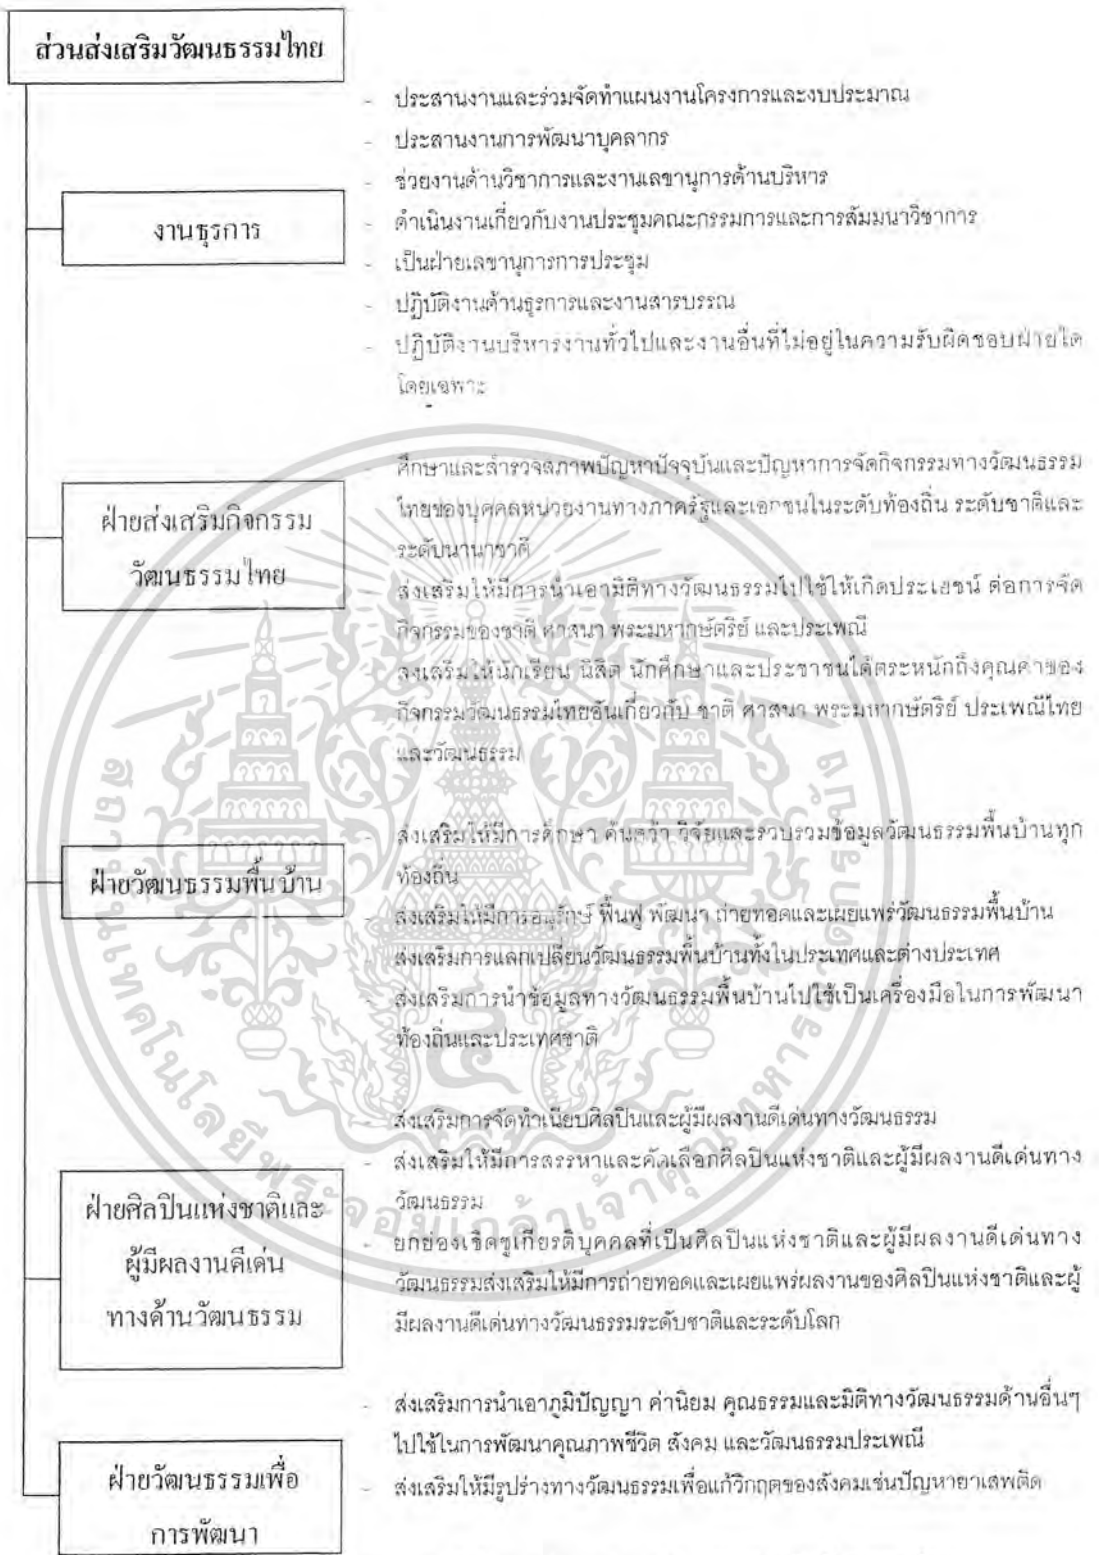 ส่วนส่งเสริมวัฒนธรรมไทย
- ประสานงานและร่วมจัดทำแผนงานโครงการและงบประมาณ
- ประสานงานการพัฒนาบุคลากร
- ช่วยงานด้านวิชาการและงานเลขานุการด้านบริหาร
งานธุรการ
- ดำเนินงานเกี่ยวกับงานประชุมคณะกรรมการและการสัมมนาวิชาการ
- เป็นฝ่ายเลขานุการการประชุม
- ปฏิบัติงานด้านธุรการและงานสารบรรณ
- ปฏิบัติงานบริหารงานทั่วไปและงานอื่นที่ไม่อยู่ในความรับผิดชอบฝ่ายใด
โดยเฉพาะ
ฝ่ายส่งเสริมกิจกรรม
วัฒนธรรมไทย
- ศึกษาและสำรวจสภาพปัญหาปัจจุบันและปัญหาการจัดกิจกรรมทางวัฒนธรรม
ไทยของบุคคลหน่วยงานทางภาครัฐและเอกชนในระดับท้องถิ่น ระดับชาติและ
ระดับนานาชาติ
- ส่งเสริมให้มีการนำเอามิติทางวัฒนธรรมไปใช้ให้เกิดประโยชน์ ต่อการจัด
กิจกรรมของชาติ ศาสนา พระมหากษัตริย์ และประเพณี
- ส่งเสริมให้นักเรียน นิสิต นักศึกษาและประชาชนได้ตระหนักถึงคุณค่าของ
กิจกรรมวัฒนธรรมไทยอันเกี่ยวกับ ชาติ ศาสนา พระมหากษัตริย์ ประเพณีไทย
และวัฒนธรรม
ฝ่ายวัฒนธรรมพื้นบ้าน
- ส่งเสริมให้มีการศึกษา ค้นคว้า วิจัยและรวบรวมข้อมูลวัฒนธรรมพื้นบ้านทุก
ท้องถิ่น
- ส่งเสริมให้มีการอนุรักษ์ ฟื้นฟู พัฒนา ถ่ายทอดและเผยแพร่วัฒนธรรมพื้นบ้าน
- ส่งเสริมการแลกเปลี่ยนวัฒนธรรมพื้นบ้านทั้งในประเทศและต่างประเทศ
- ส่งเสริมการนำข้อมูลทางวัฒนธรรมพื้นบ้านไปใช้เป็นเครื่องมือในการพัฒนา
ท้องถิ่นและประเทศชาติ
ฝ่ายศิลปินแห่งชาติและ
ผู้มีผลงานดีเด่น
ทางด้านวัฒนธรรม
- ส่งเสริมการจัดทำเนียบศิลปินและผู้มีผลงานดีเด่นทางวัฒนธรรม
- ส่งเสริมให้มีการสรรหาและคัดเลือกศิลปินแห่งชาติและผู้มีผลงานดีเด่นทาง
วัฒนธรรม
- ยกย่องเชิดชูเกียรติบุคคลที่เป็นศิลปินแห่งชาติและผู้มีผลงานดีเด่นทาง
วัฒนธรรมส่งเสริมให้มีการถ่ายทอดและเผยแพร่ผลงานของศิลปินแห่งชาติและผู้
มีผลงานดีเด่นทางวัฒนธรรมระดับชาติและระดับโลก
ฝ่ายวัฒนธรรมเพื่อ
การพัฒนา
- ส่งเสริมการนำเอาภูมิปัญญา ค่านิยม คุณธรรมและมิติทางวัฒนธรรมด้านอื่นๆ
ไปใช้ในการพัฒนาคุณภาพชีวิต สังคม และวัฒนธรรมประเพณี
- ส่งเสริมให้มีรูปร่างทางวัฒนธรรมเพื่อแก้วิกฤตของสังคมเช่นปัญหายาเสพติด
สถาบันเทคโนโลยีพระจอมเกล้าเจ้าคุณทหารลาดกระบัง